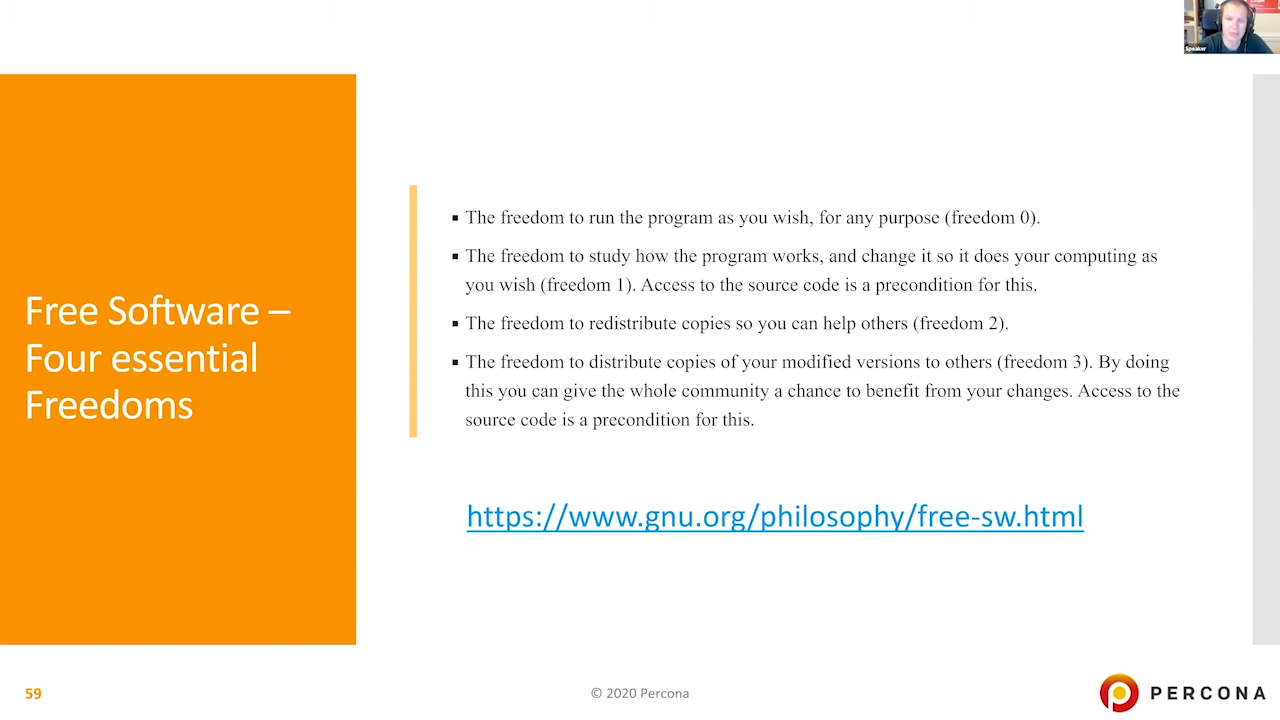 Speaker
Free Software –
Four essential
Freedoms
▪ The freedom to run the program as you wish, for any purpose (freedom 0).
▪ The freedom to study how the program works, and change it so it does your computing as
you wish (freedom 1). Access to the source code is a precondition for this.
▪ The freedom to redistribute copies so you can help others (freedom 2).
▪ The freedom to distribute copies of your modified versions to others (freedom 3). By doing
this you can give the whole community a chance to benefit from your changes. Access to the
source code is a precondition for this.
https://www.gnu.org/philosophy/free-sw.html
59
© 2020 Percona
PERCONA